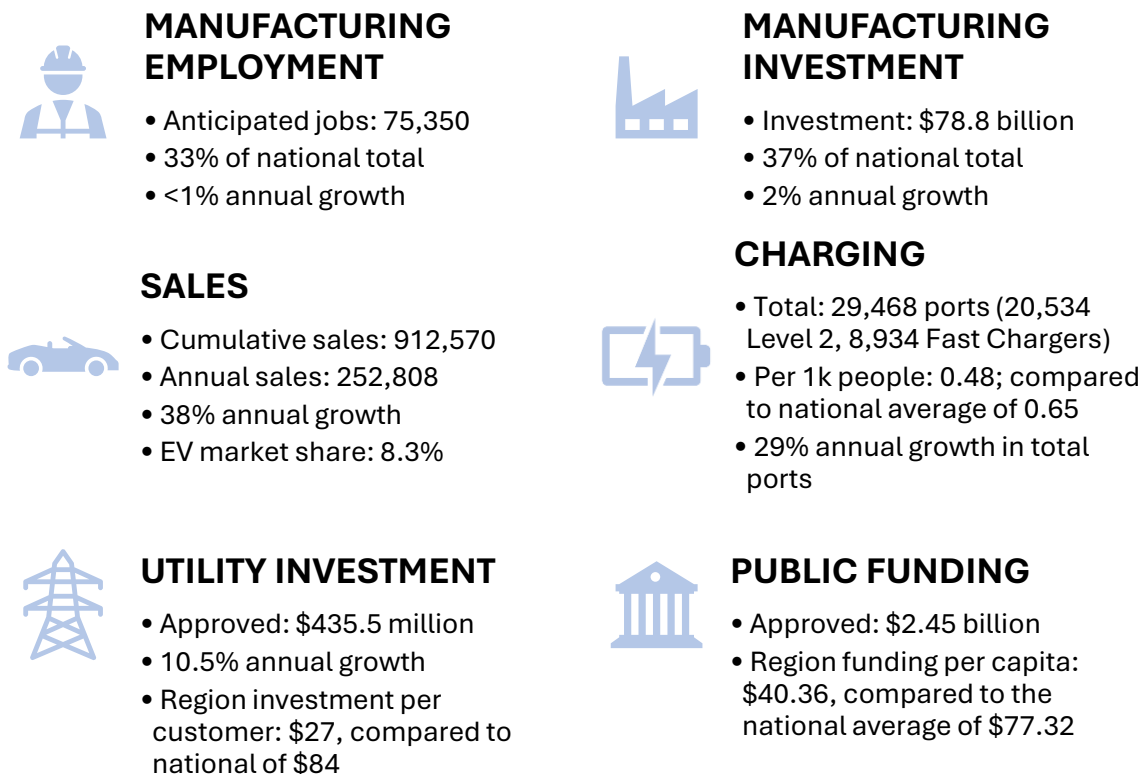 MANUFACTURING
EMPLOYMENT
• Anticipated jobs: 75,350
• 33% of national total
• <1% annual growth
MANUFACTURING
INVESTMENT
• Investment: $78.8 billion
• 37% of national total
• 2% annual growth
SALES
• Cumulative sales: 912,570
• Annual sales: 252,808
• 38% annual growth
• EV market share: 8.3%
CHARGING
• Total: 29,468 ports (20,534
Level 2, 8,934 Fast Chargers)
• Per 1k people: 0.48; compared
to national average of 0.65
• 29% annual growth in total
ports
UTILITY INVESTMENT
• Approved: $435.5 million
• 10.5% annual growth
• Region investment per
customer: $27, compared to
national of $84
PUBLIC FUNDING
• Approved: $2.45 billion
• Region funding per capita:
$40.36, compared to the
national average of $77.32